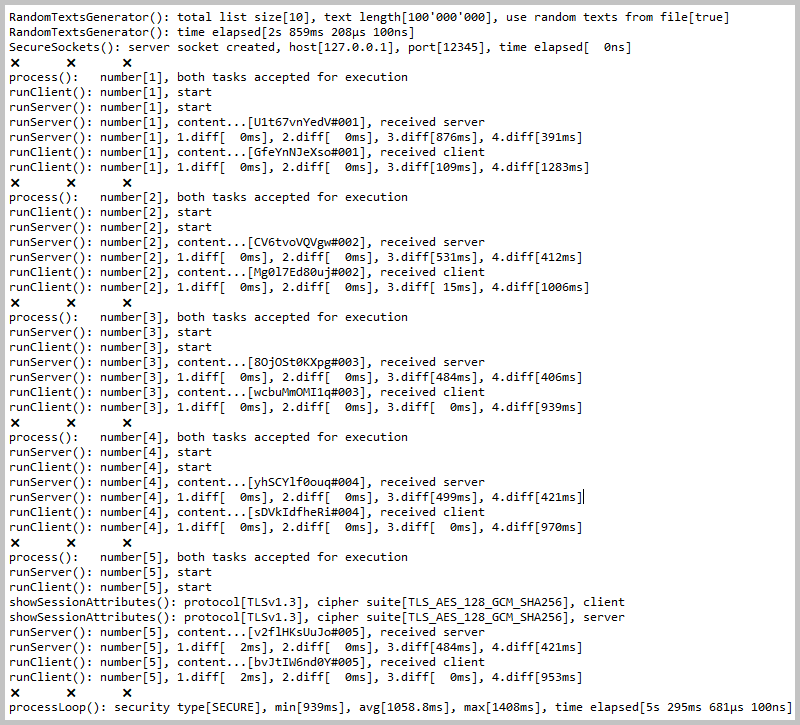 RandomTextsGenerator(): total list size[10], text length[100'000'000], use random texts from file[true]
RandomTextsGenerator(): time elapsed[2s 859ms 208µs 100ns]
SecureSockets(): server socket created, host[127.0.0.1], port[12345], time elapsed[  0ns]
❌      ❌      ❌
process():   number[1], both tasks accepted for execution
runClient(): number[1], start
runServer(): number[1], start
runServer(): number[1], content...[U1t67vnYedV#001], received server
runServer(): number[1], 1.diff[  0ms], 2.diff[  0ms], 3.diff[876ms], 4.diff[391ms]
runClient(): number[1], content...[GfeYnNJeXso#001], received client
runClient(): number[1], 1.diff[  0ms], 2.diff[  0ms], 3.diff[109ms], 4.diff[1283ms]
❌      ❌      ❌
process():   number[2], both tasks accepted for execution
runClient(): number[2], start
runServer(): number[2], start
runServer(): number[2], content...[CV6tvoVQVgw#002], received server
runServer(): number[2], 1.diff[  0ms], 2.diff[  0ms], 3.diff[531ms], 4.diff[412ms]
runClient(): number[2], content...[Mg0l7Ed80uj#002], received client
runClient(): number[2], 1.diff[  0ms], 2.diff[  0ms], 3.diff[ 15ms], 4.diff[1006ms]
❌      ❌      ❌
process():   number[3], both tasks accepted for execution
runServer(): number[3], start
runClient(): number[3], start
runServer(): number[3], content...[8OjOSt0KXpg#003], received server
runServer(): number[3], 1.diff[  0ms], 2.diff[  0ms], 3.diff[484ms], 4.diff[406ms]
runClient(): number[3], content...[wcbuMmOMI1q#003], received client
runClient(): number[3], 1.diff[  0ms], 2.diff[  0ms], 3.diff[  0ms], 4.diff[939ms]
❌      ❌      ❌
process():   number[4], both tasks accepted for execution
runServer(): number[4], start
runClient(): number[4], start
runServer(): number[4], content...[yhSCYlf0ouq#004], received server
runServer(): number[4], 1.diff[  0ms], 2.diff[  0ms], 3.diff[499ms], 4.diff[421ms]
runClient(): number[4], content...[sDVkIdfheRi#004], received client
runClient(): number[4], 1.diff[  0ms], 2.diff[  0ms], 3.diff[  0ms], 4.diff[970ms]
❌      ❌      ❌
process():   number[5], both tasks accepted for execution
runServer(): number[5], start
runClient(): number[5], start
showSessionAttributes(): protocol[TLSv1.3], cipher suite[TLS_AES_128_GCM_SHA256], client
showSessionAttributes(): protocol[TLSv1.3], cipher suite[TLS_AES_128_GCM_SHA256], server
runServer(): number[5], content...[v2flHKsUuJo#005], received server
runServer(): number[5], 1.diff[  2ms], 2.diff[  0ms], 3.diff[484ms], 4.diff[421ms]
runClient(): number[5], content...[bvJtIW6nd0Y#005], received client
runClient(): number[5], 1.diff[  2ms], 2.diff[  0ms], 3.diff[  0ms], 4.diff[953ms]
❌      ❌      ❌
processLoop(): security type[SECURE], min[939ms], avg[1058.8ms], max[1408ms], time elapsed[5s 295ms 681µs 100ns]